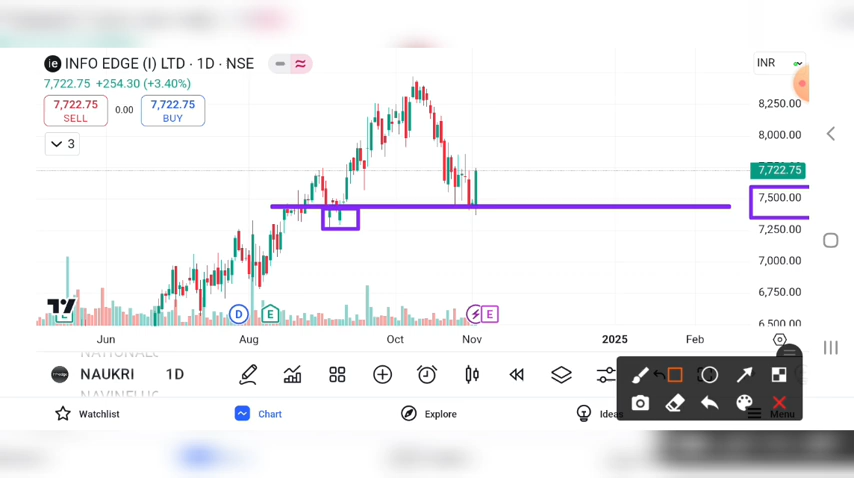 ie INFO EDGE (I) LTD · 1D · NSE
INR
7,722.75 +254.30 (+3.40%)
7,722.75
SELL
0.00
7,722.75
BUY
3
8,250.00
8,000.00
7,722.75
7,500.00
7,250.00
7,000.00
6,750.00
6,500.00
D
E
E
Jun
Aug
Oct
Nov
2025
Feb
NAUKRI
1D
Watchlist
Chart
Explore
Ideas
Menu